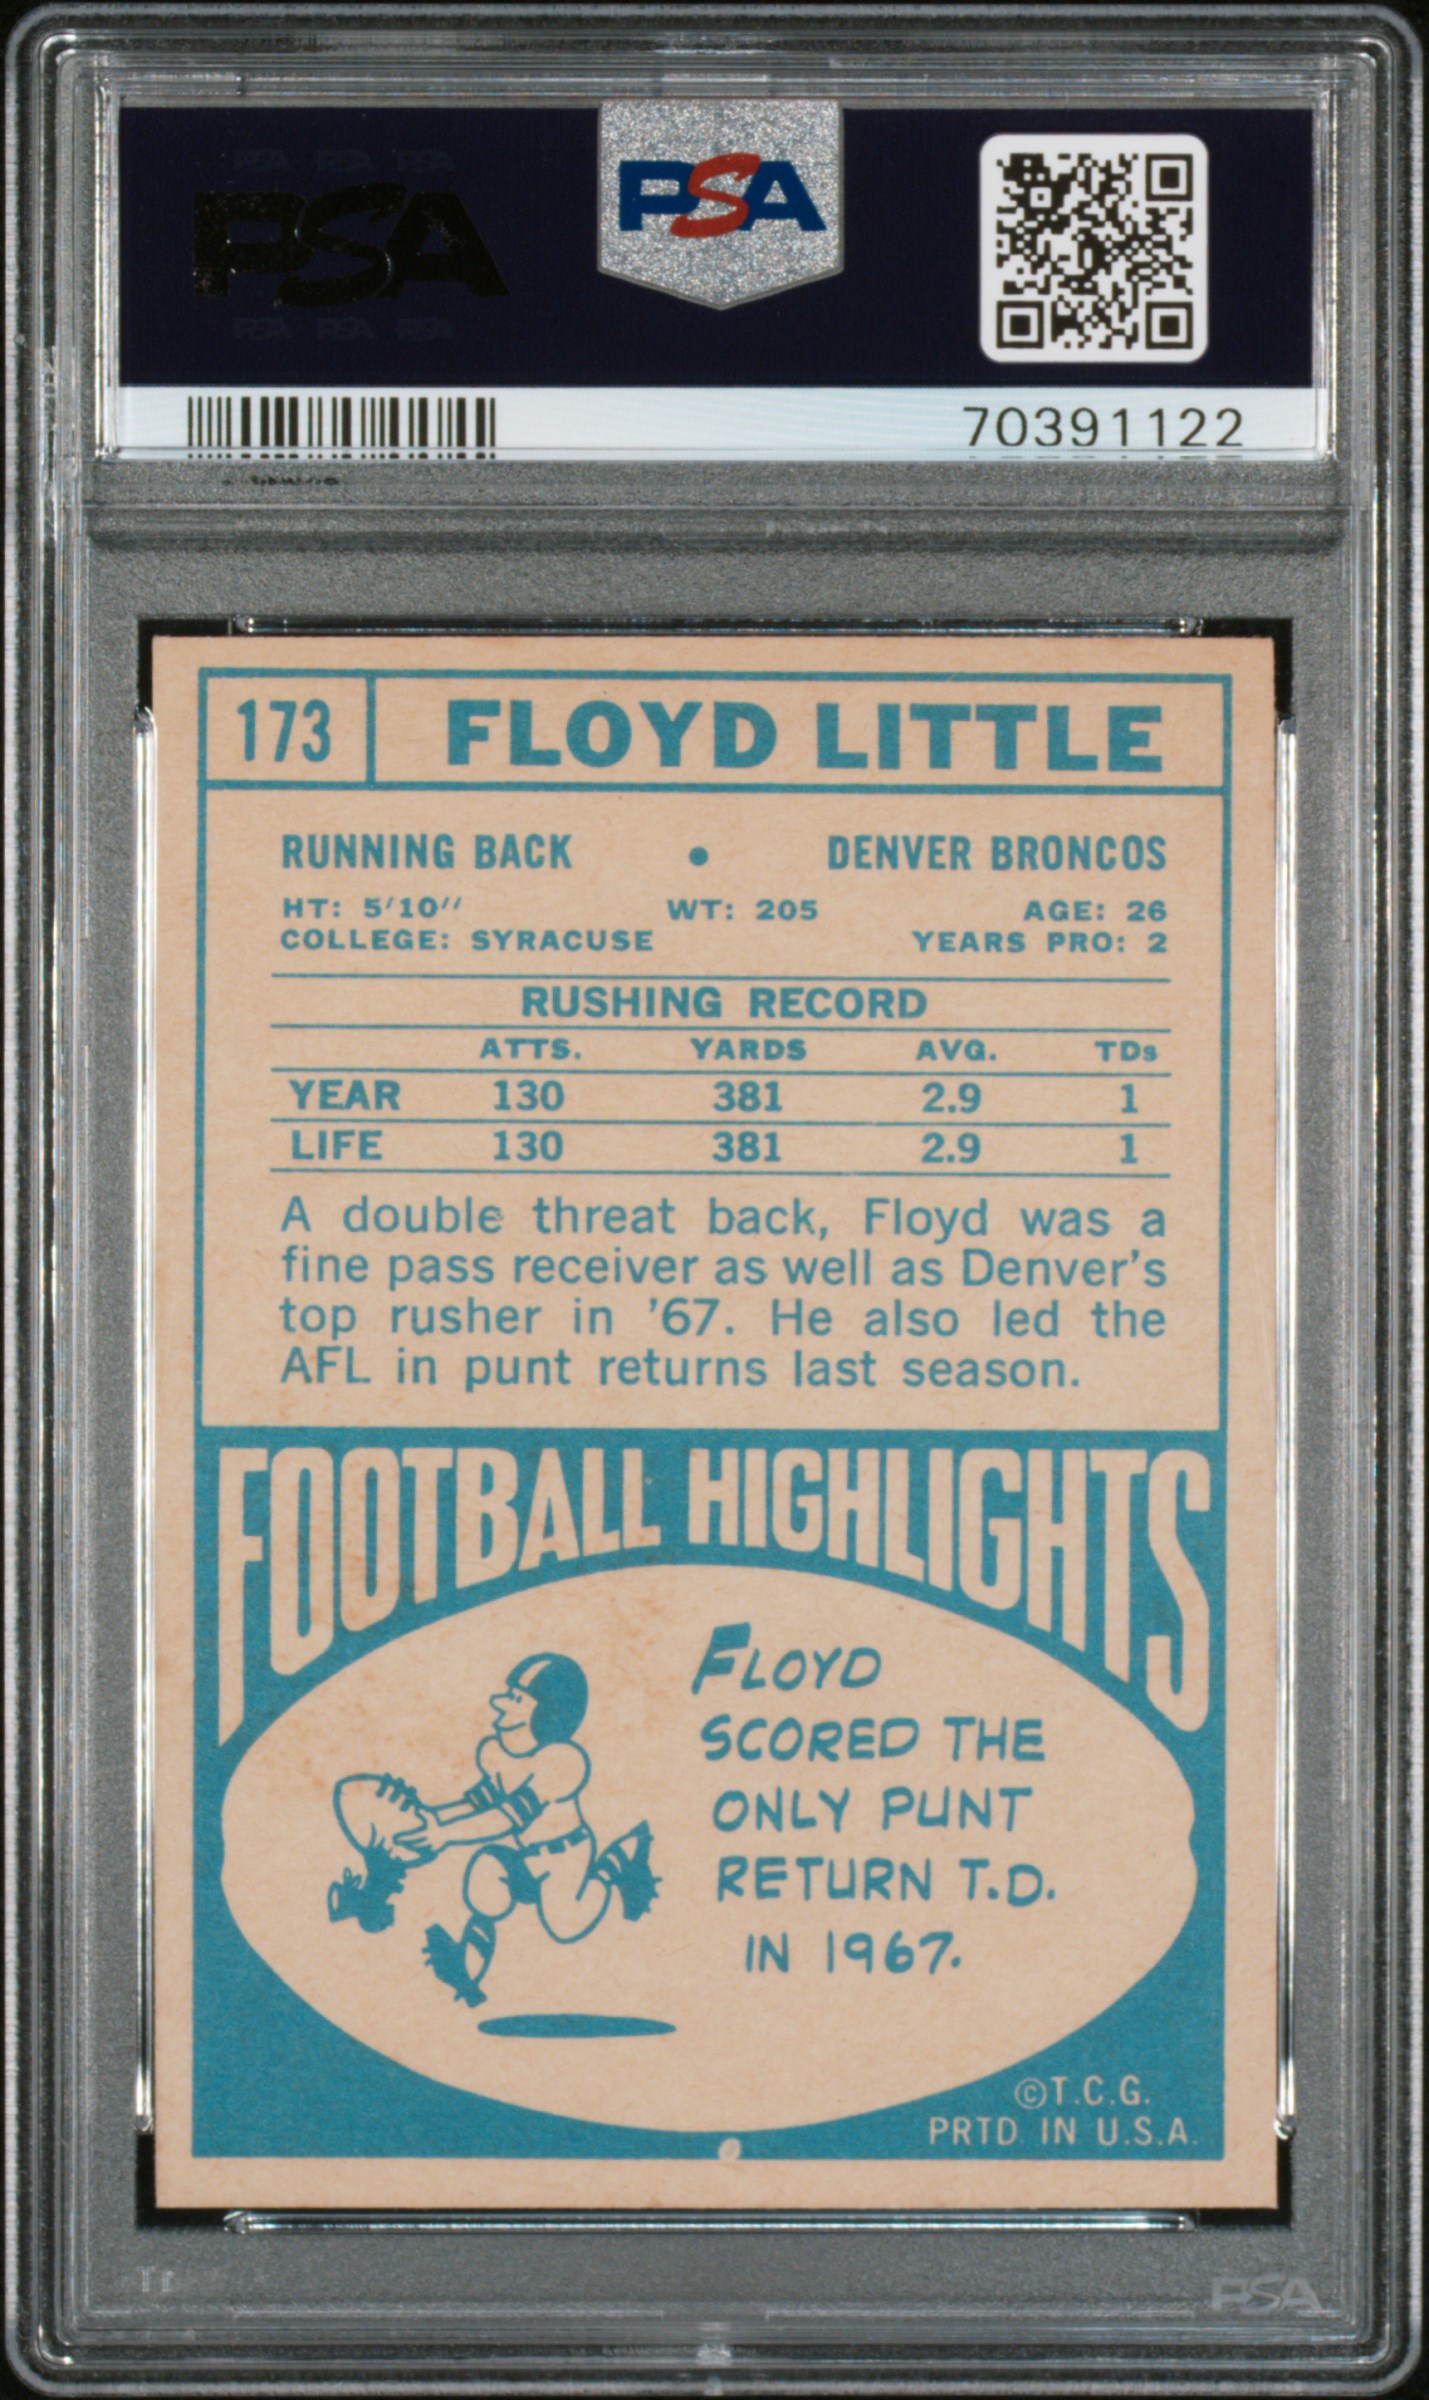 PSA
PSA
70391122
173 FLOYD LITTLE
RUNNING BACK • DENVER BRONCOS
HT: 5'10" WT: 205 AGE: 26
COLLEGE: SYRACUSE YEARS PRO: 2
RUSHING RECORD
ATTS. YARDS AVG. TDs
YEAR 130 381 2.9 1
LIFE 130 381 2.9 1
A double threat back, Floyd was a
fine pass receiver as well as Denver's
top rusher in '67. He also led the
AFL in punt returns last season.
FOOTBALL HIGHLIGHTS
FLOYD
SCORED THE
ONLY PUNT
RETURN T.D.
IN 1967.
©T.C.G.
PRTD. IN U.S.A.
PSA